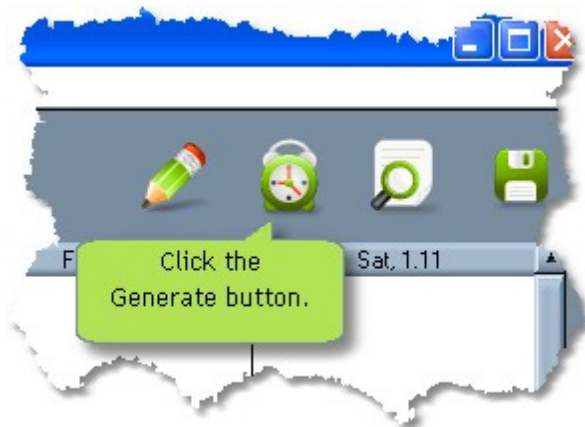 F
Sat, 1.11
Click the
Generate button.